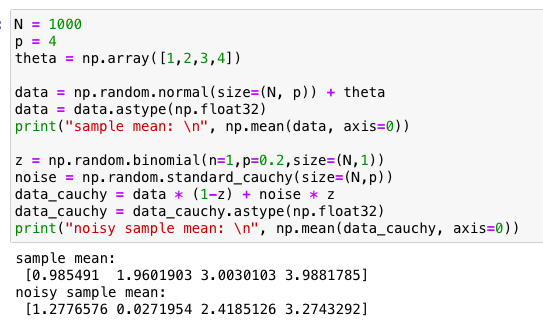 N = 1000
p = 4
theta = np.array([1,2,3,4])
data = np.random.normal(size=(N, p)) + theta
data = data.astype(np.float32)
print("sample mean: \n", np.mean(data, axis=0))
z = np.random.binomial(n=1,p=0.2,size=(N,1))
noise = np.random.standard_cauchy(size=(N,p))
data_cauchy = data * (1-z) + noise * z
data_cauchy = data_cauchy.astype(np.float32)
print("noisy sample mean: \n", np.mean(data_cauchy, axis=0))
sample mean:
[0.985491  1.9601903 3.0030103 3.9881785]
noisy sample mean:
[1.2776576 0.0271954 2.4185126 3.2743292]